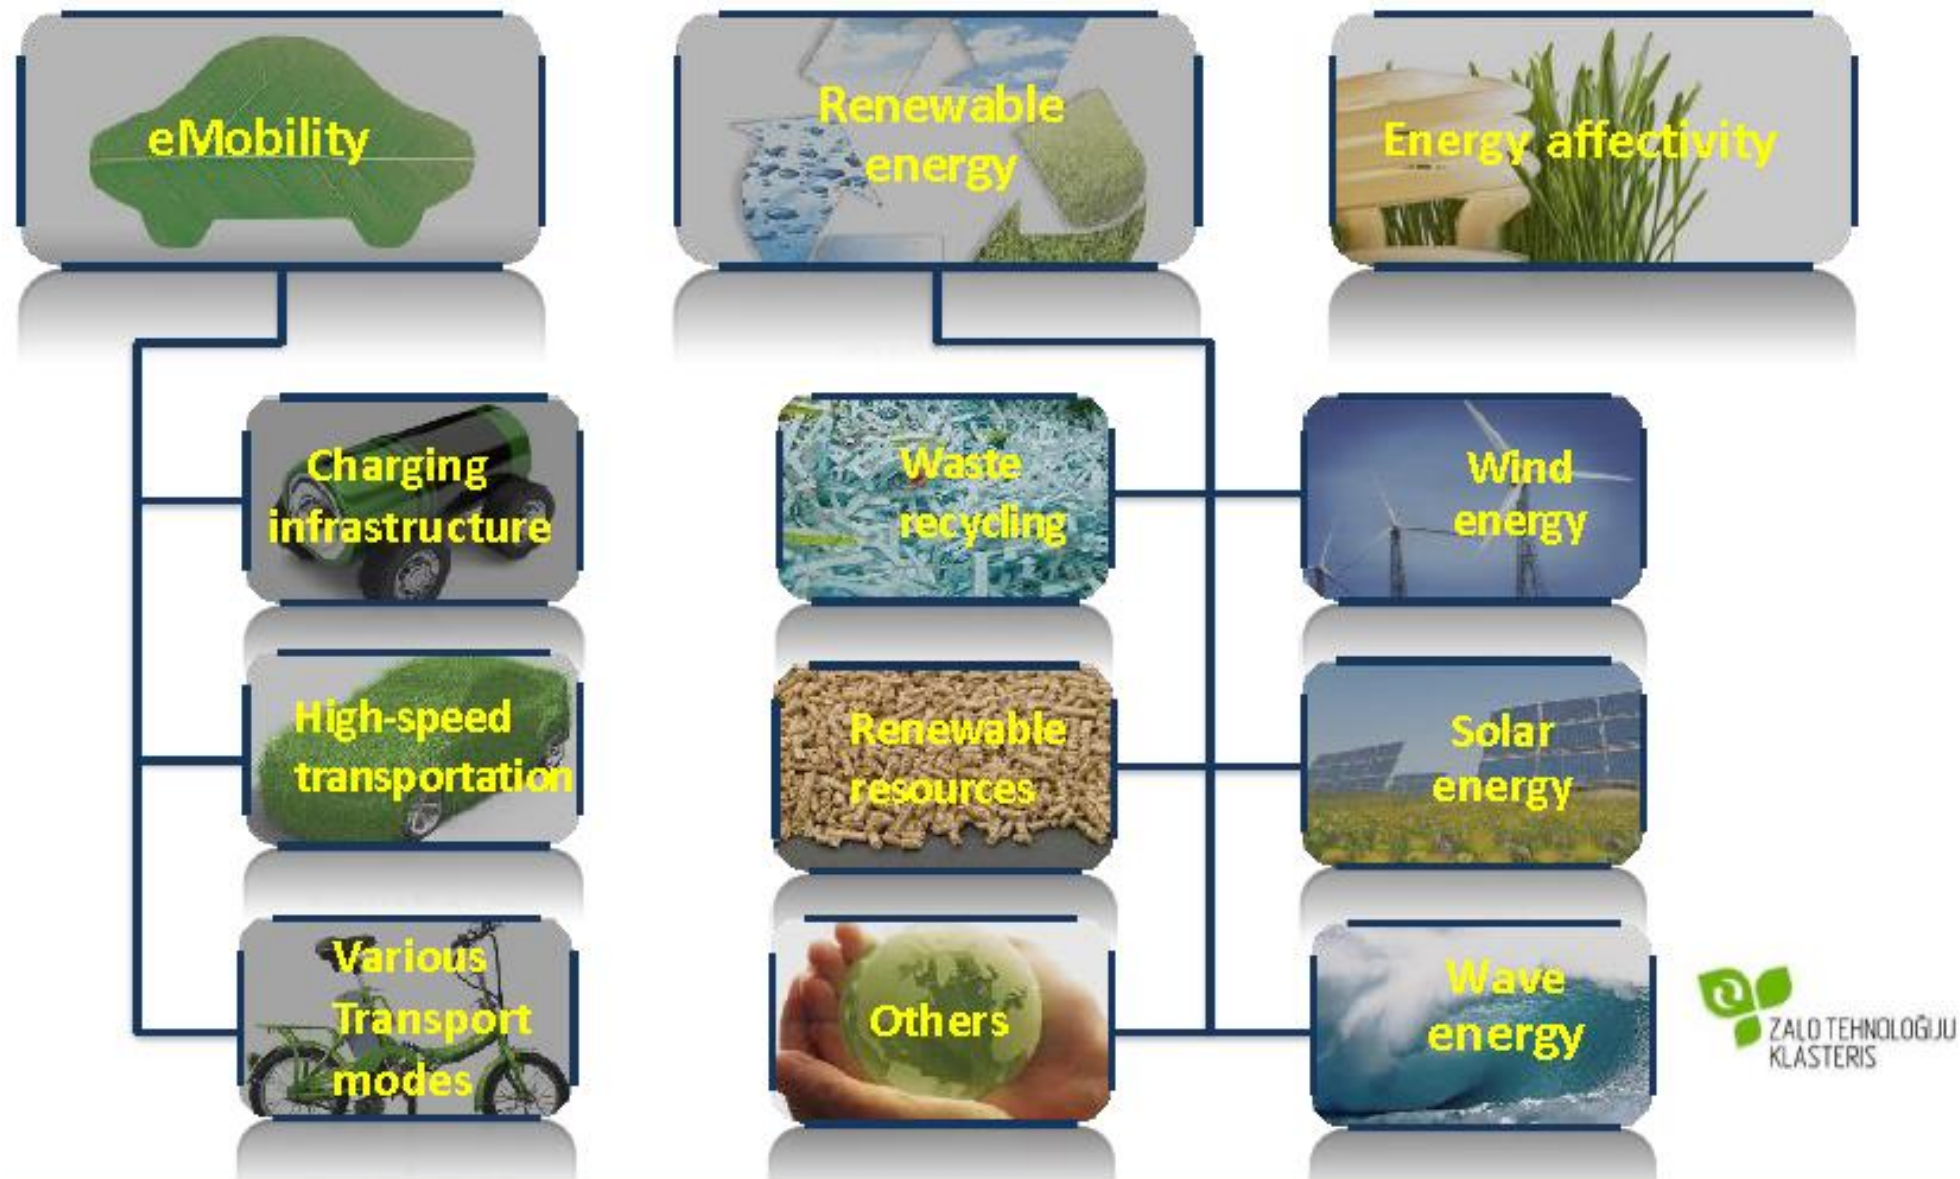 eMobility
Renewable
energy
Energy affectivity
Charging
infrastructure
High-speed
transportation
Various
Transport
modes
Waste
recycling
Renewable
resources
Others
Wind
energy
Solar
energy
Wave
energy
ZAĻO TEHNOLOĢIJU
KLASTERIS